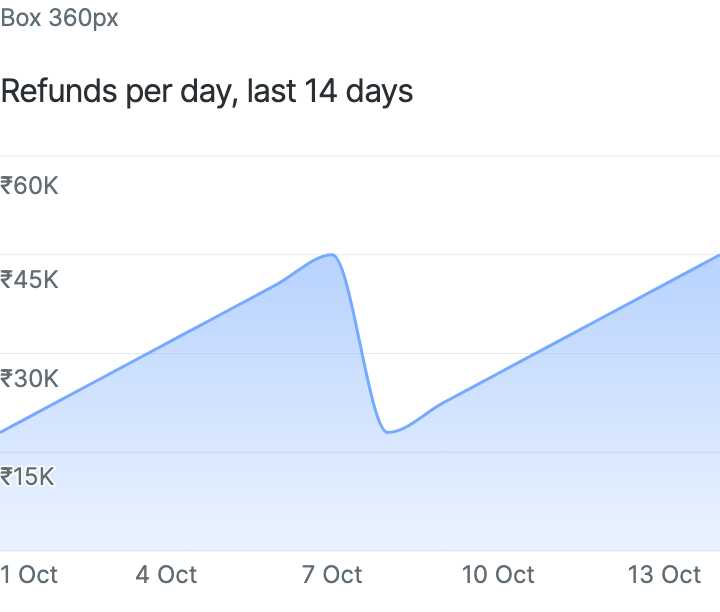 Box 360px
Refunds per day, last 14 days
₹60K
₹45K
₹30K
₹15K
1 Oct 4 Oct 7 Oct 10 Oct 13 Oct